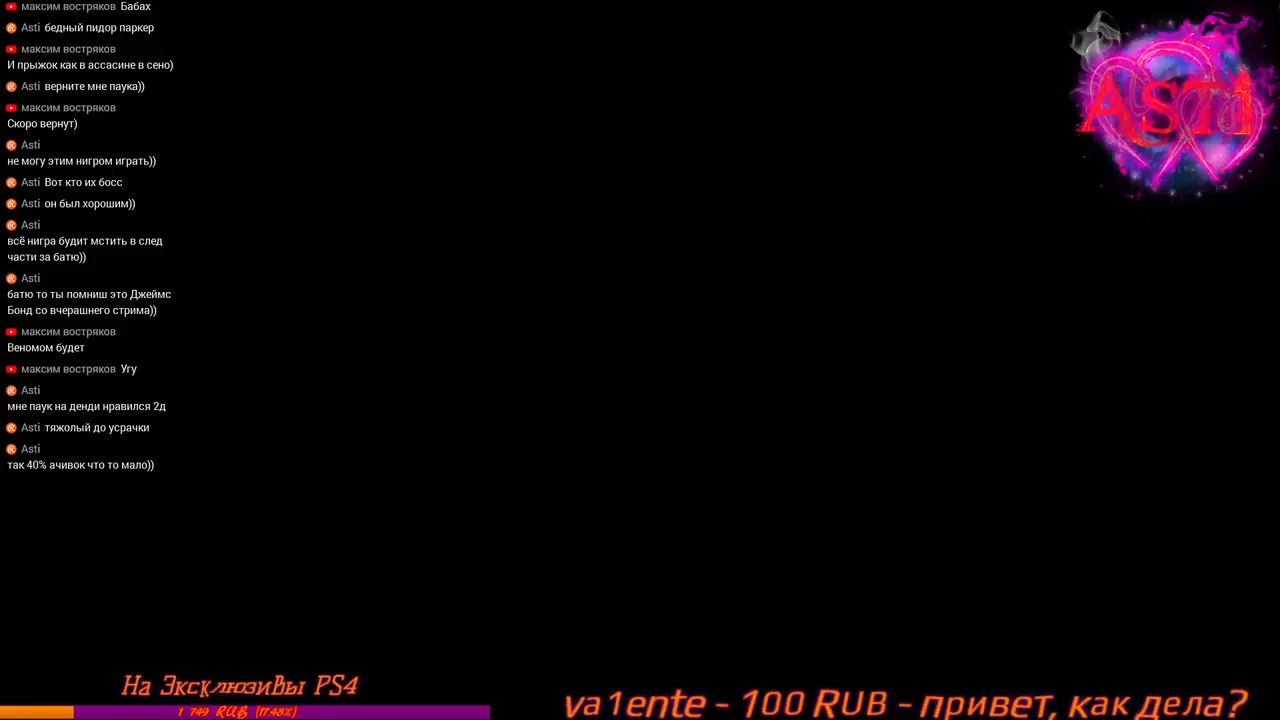 максим востряков Бабах
Asti бедный пидор паркер
максим востряков
И прыжок как в ассасине в сено)
Asti верните мне паука))
максим востряков
Скоро вернут)
Asti
не могу этим нигром играть))
Asti Вот кто их босс
Asti он был хорошим))
Asti
всё нигра будит мстить в след
части за батю))
Asti
батю то ты помниш это Джеймс
Бонд со вчерашнего стрима))
максим востряков
Веномом будет
максим востряков Угу
Asti
мне паук на денди нравился 2д
Asti тяжолый до усрачки
Asti
так 40% ачивок что то мало))
ASTI
На Эксклюзивы PS4
1 749 RUB (17.48%)
va1ente - 100 RUB - привет, как дела?